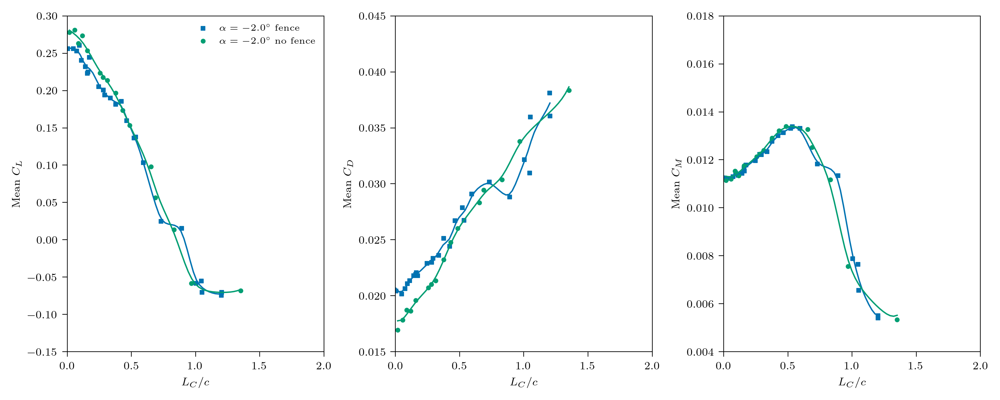 0.30
0.25
0.20
0.15
0.10
0.05
0.00
−0.05
−0.10
−0.15
Mean C_L
0.0 0.5 1.0 1.5 2.0
L_C/c
α = −2.0° fence
α = −2.0° no fence
0.045
0.040
0.035
0.030
0.025
0.020
0.015
Mean C_D
0.0 0.5 1.0 1.5 2.0
L_C/c
0.018
0.016
0.014
0.012
0.010
0.008
0.006
0.004
Mean C_M
0.0 0.5 1.0 1.5 2.0
L_C/c